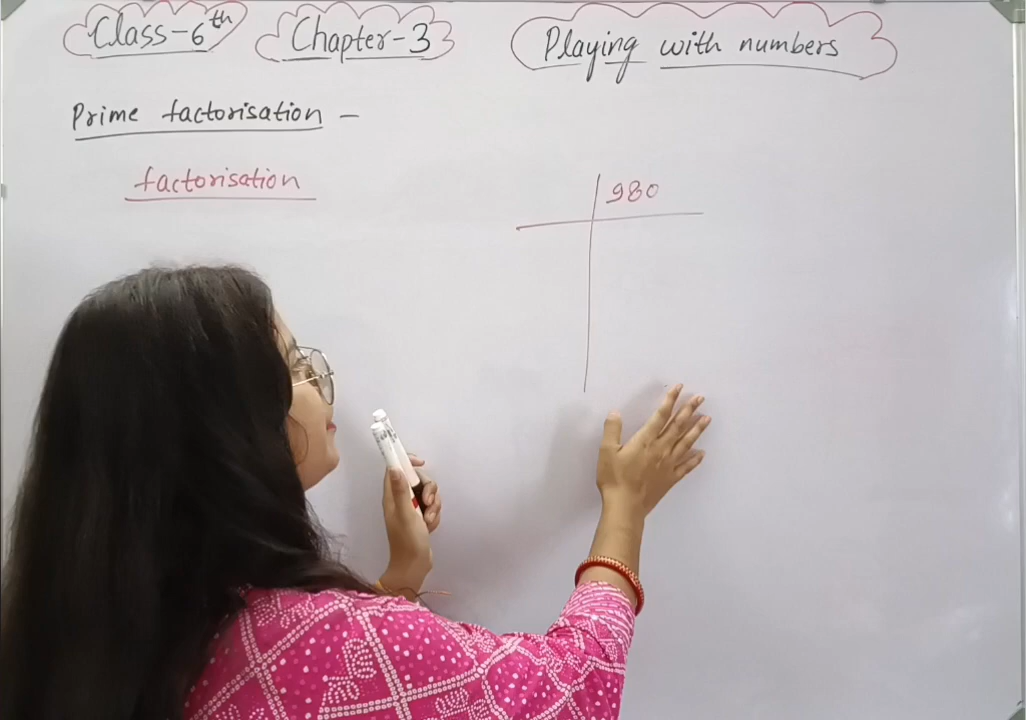 Class-6th Chapter-3 Playing with numbers
Prime factorisation -
factorisation
980